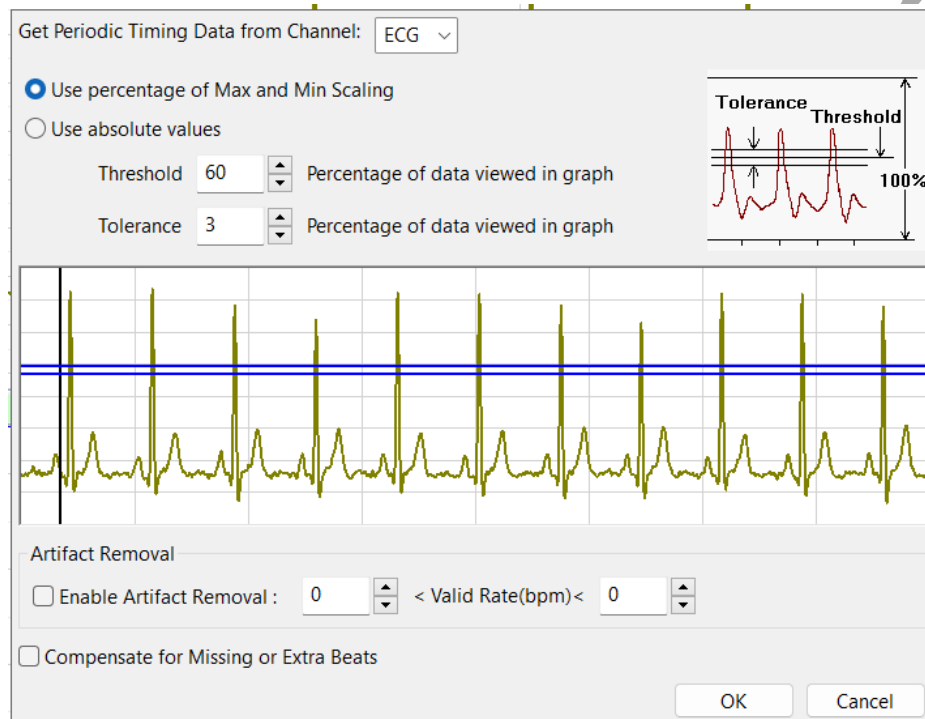 Get Periodic Timing Data from Channel: ECG
Use percentage of Max and Min Scaling
Use absolute values
Threshold 60 Percentage of data viewed in graph
Tolerance 3 Percentage of data viewed in graph
Tolerance
Threshold
100%
Artifact Removal
Enable Artifact Removal : 0 < Valid Rate(bpm)< 0
Compensate for Missing or Extra Beats
OK Cancel